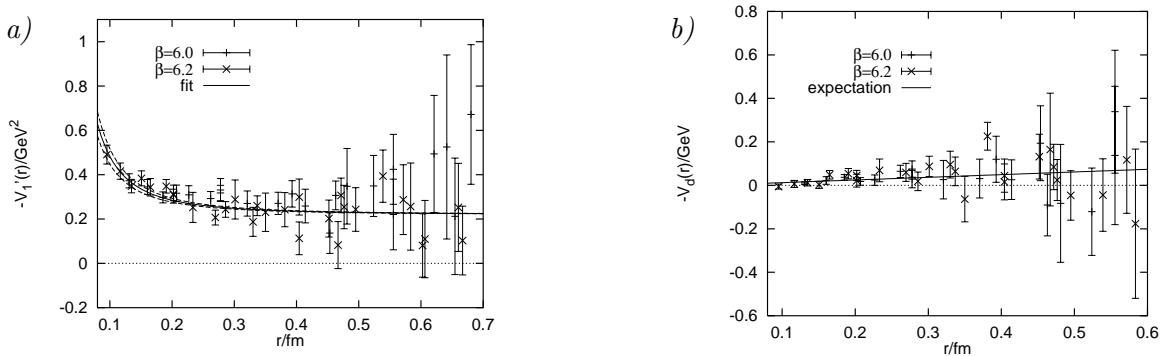 a)
-V₁'(r)/GeV²
1
0.8
0.6
0.4
0.2
0
-0.2
β=6.0
β=6.2
fit
0.1 0.2 0.3 0.4 0.5 0.6 0.7
r/fm
b)
-V_d(r)/GeV
0.8
0.6
0.4
0.2
0
-0.2
-0.4
-0.6
β=6.0
β=6.2
expectation
0.1 0.2 0.3 0.4 0.5 0.6
r/fm